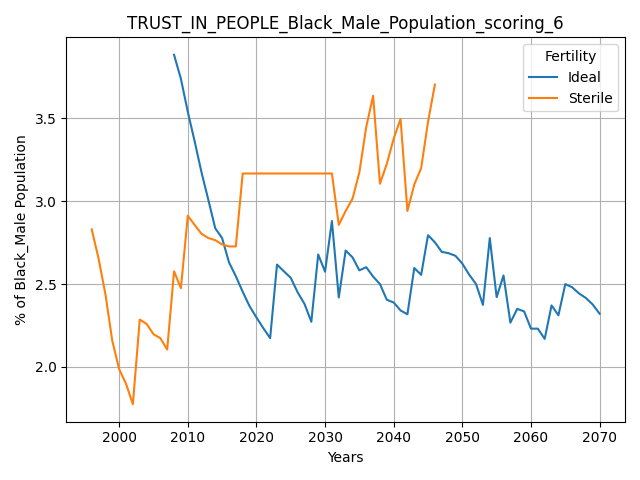 TRUST_IN_PEOPLE_Black_Male_Population_scoring_6
Fertility
Ideal
Sterile
% of Black_Male Population
3.5
3.0
2.5
2.0
2000 2010 2020 2030 2040 2050 2060 2070
Years